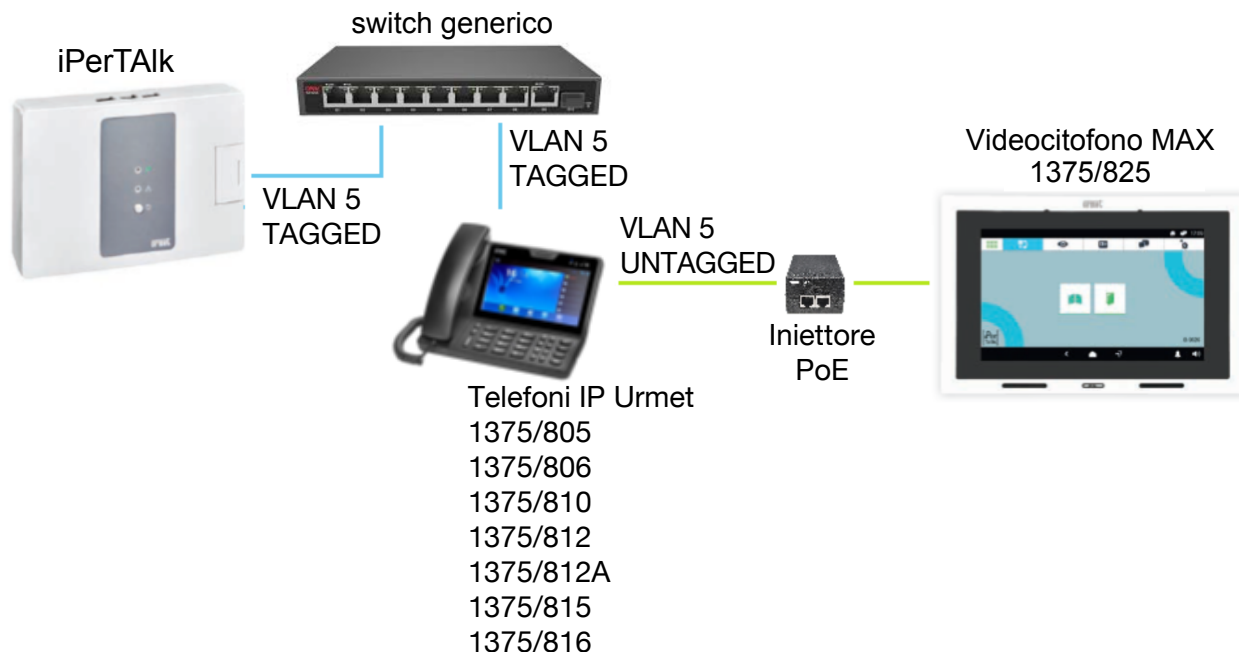 switch generico
iPerTAlk
VLAN 5
TAGGED
VLAN 5
TAGGED
Videocitofono MAX
1375/825
VLAN 5
UNTAGGED
Iniettore
PoE
Telefoni IP Urmet
1375/805
1375/806
1375/810
1375/812
1375/812A
1375/815
1375/816